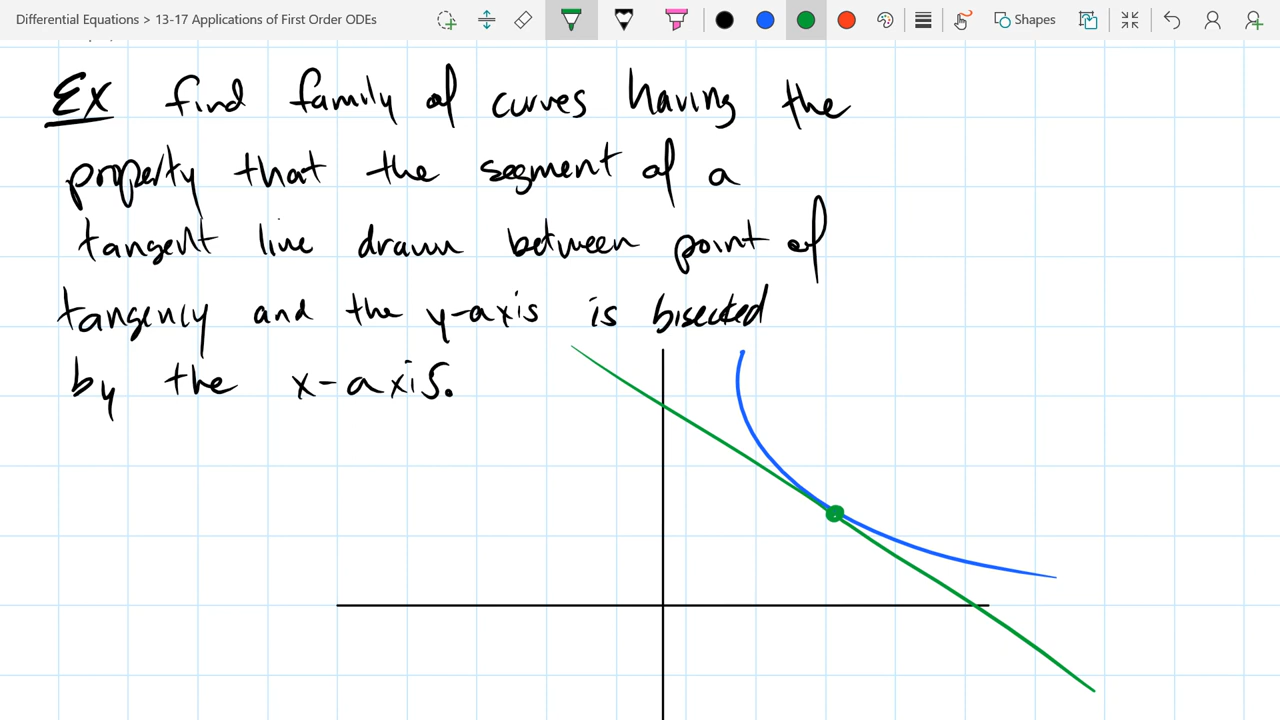 Differential Equations > 13-17 Applications of First Order ODEs
Shapes
Ex find family of curves having the
property that the segment of a
tangent line drawn between point of
tangency and the y-axis is bisected
by the x-axis.